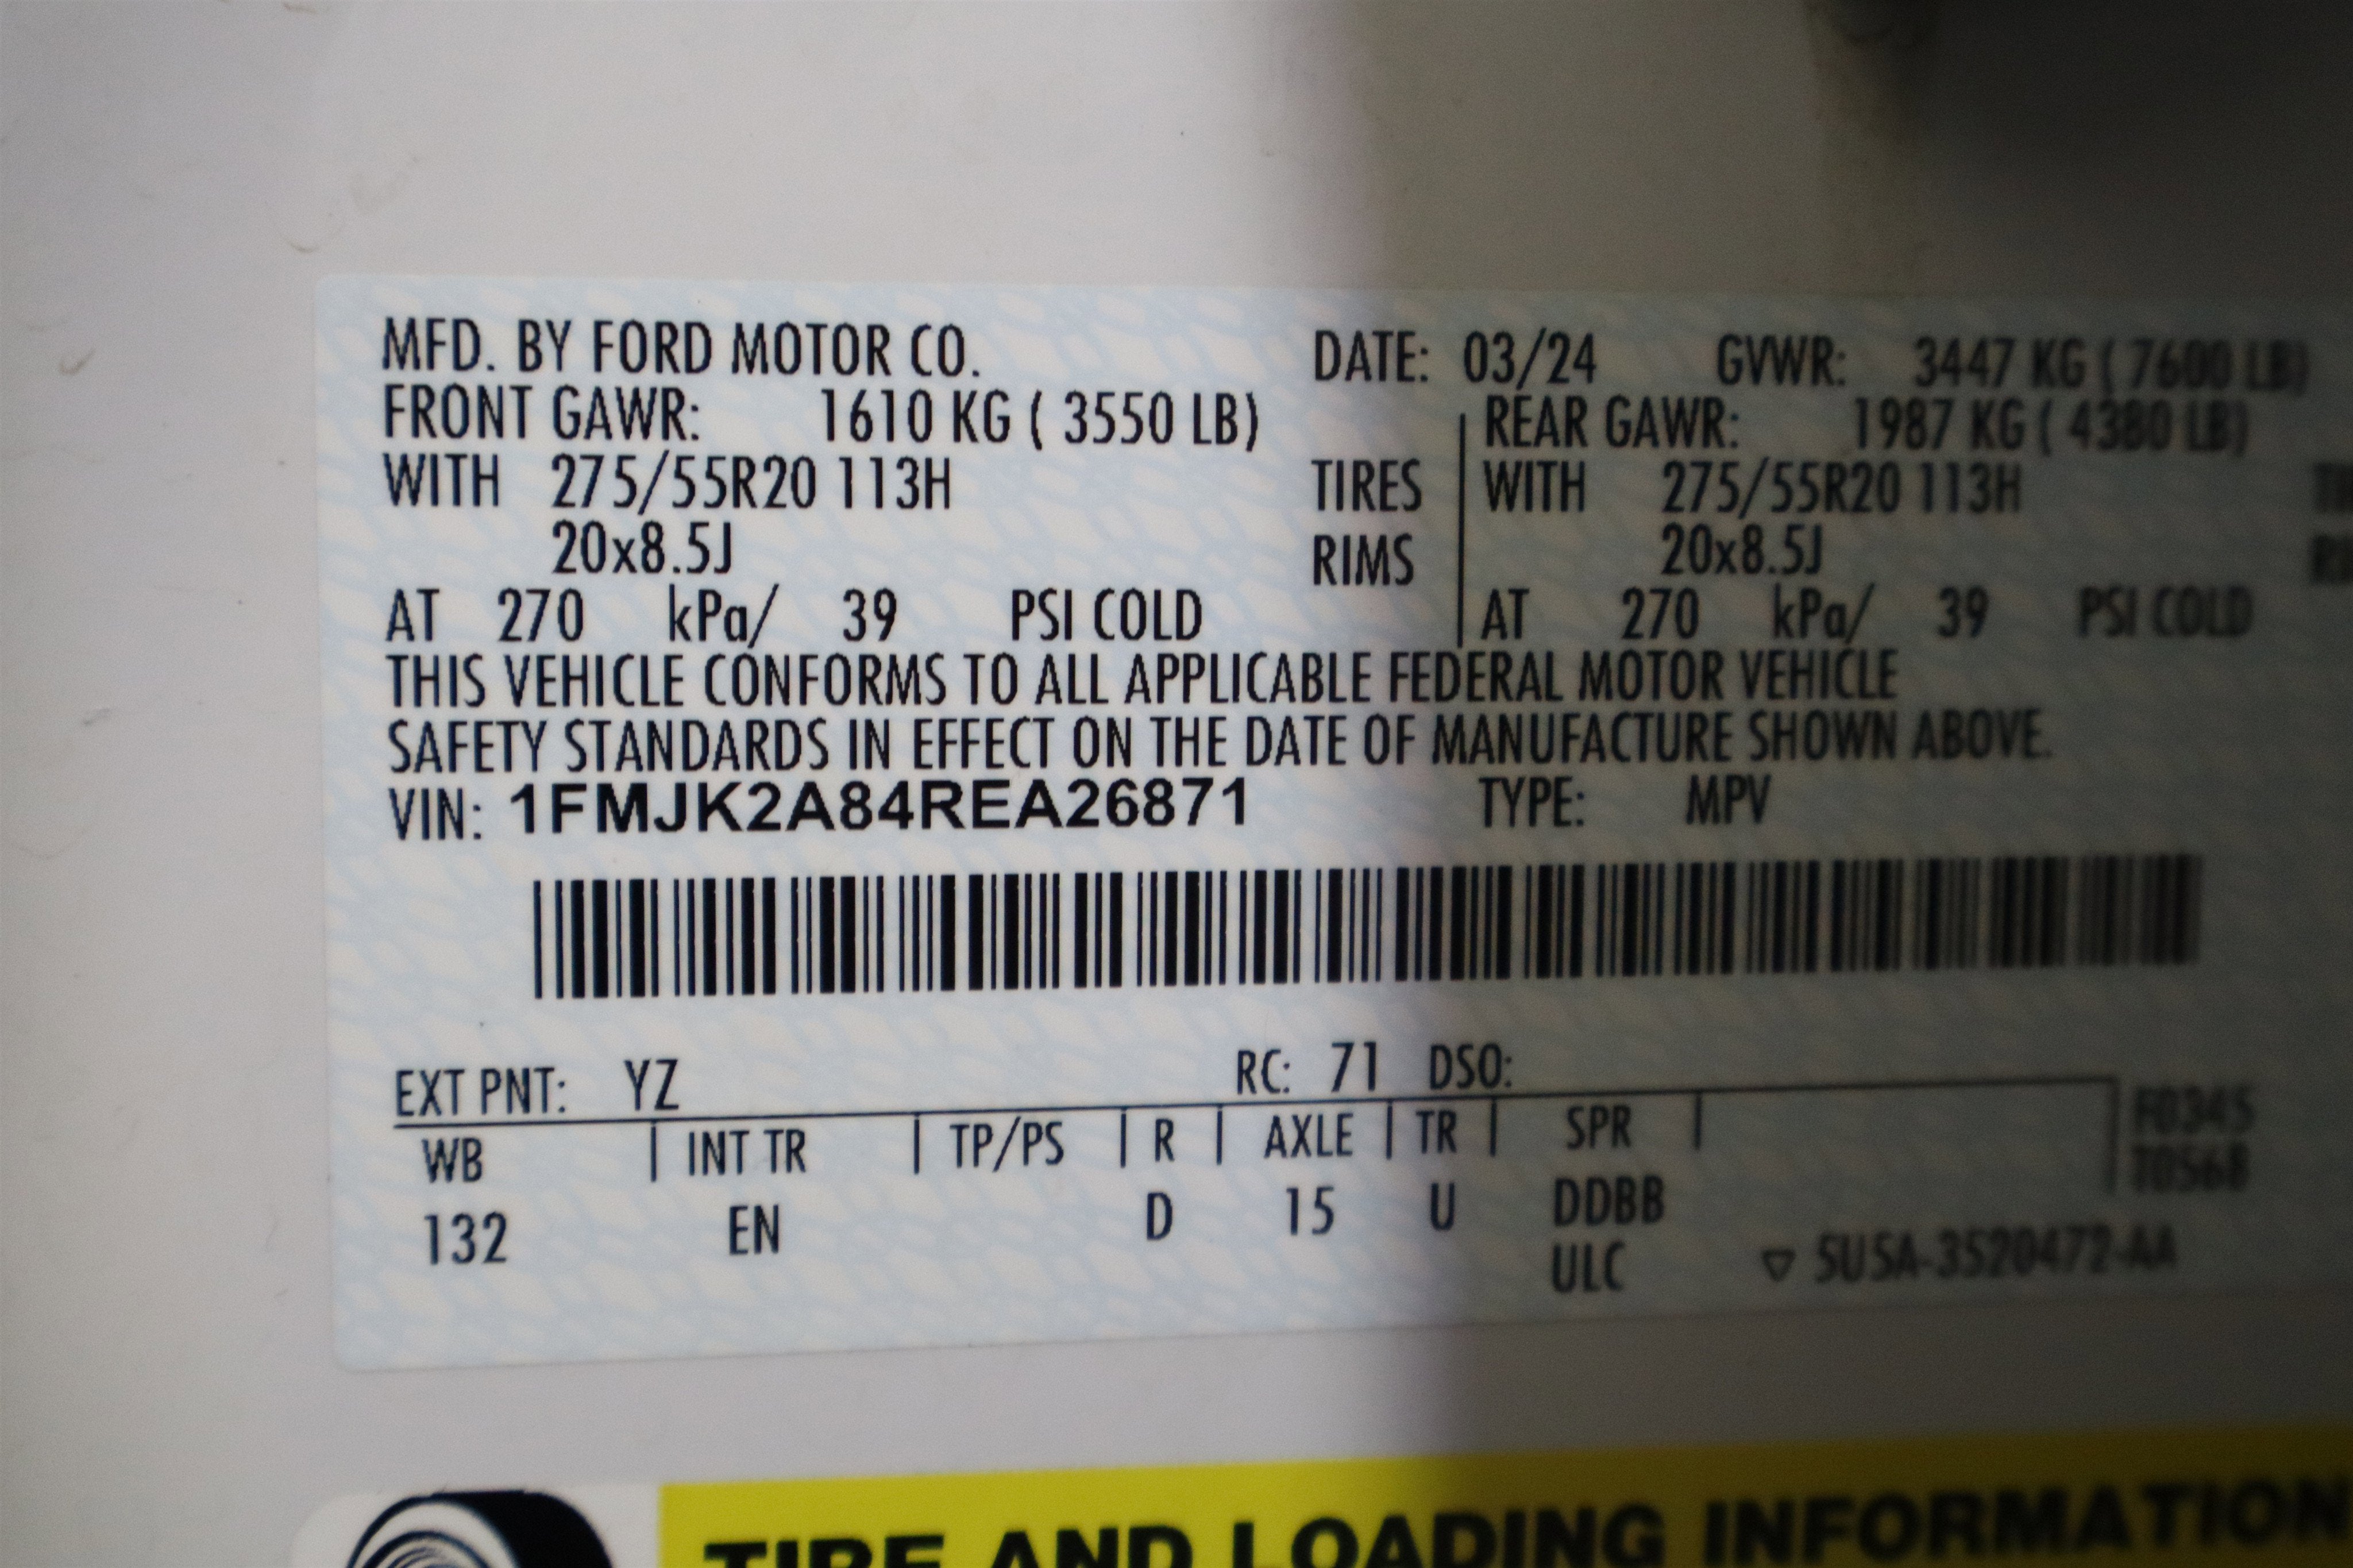 MFD. BY FORD MOTOR CO. DATE: 03/24 GVWR: 3447 KG ( 7600 LB)
FRONT GAWR: 1610 KG ( 3550 LB) REAR GAWR: 1987 KG ( 4380 LB)
WITH 275/55R20 113H TIRES WITH 275/55R20 113H
20x8.5J RIMS 20x8.5J
AT 270 kPa/ 39 PSI COLD AT 270 kPa/ 39 PSI COLD
THIS VEHICLE CONFORMS TO ALL APPLICABLE FEDERAL MOTOR VEHICLE
SAFETY STANDARDS IN EFFECT ON THE DATE OF MANUFACTURE SHOWN ABOVE.
VIN: 1FMJK2A84REA26871 TYPE: MPV
EXT PNT: YZ RC: 71 DSO:
WB INT TR TP/PS R AXLE TR SPR F0345
132 EN D 15 U DDBB
ULC
TIRE AND LOADING INFORMATION